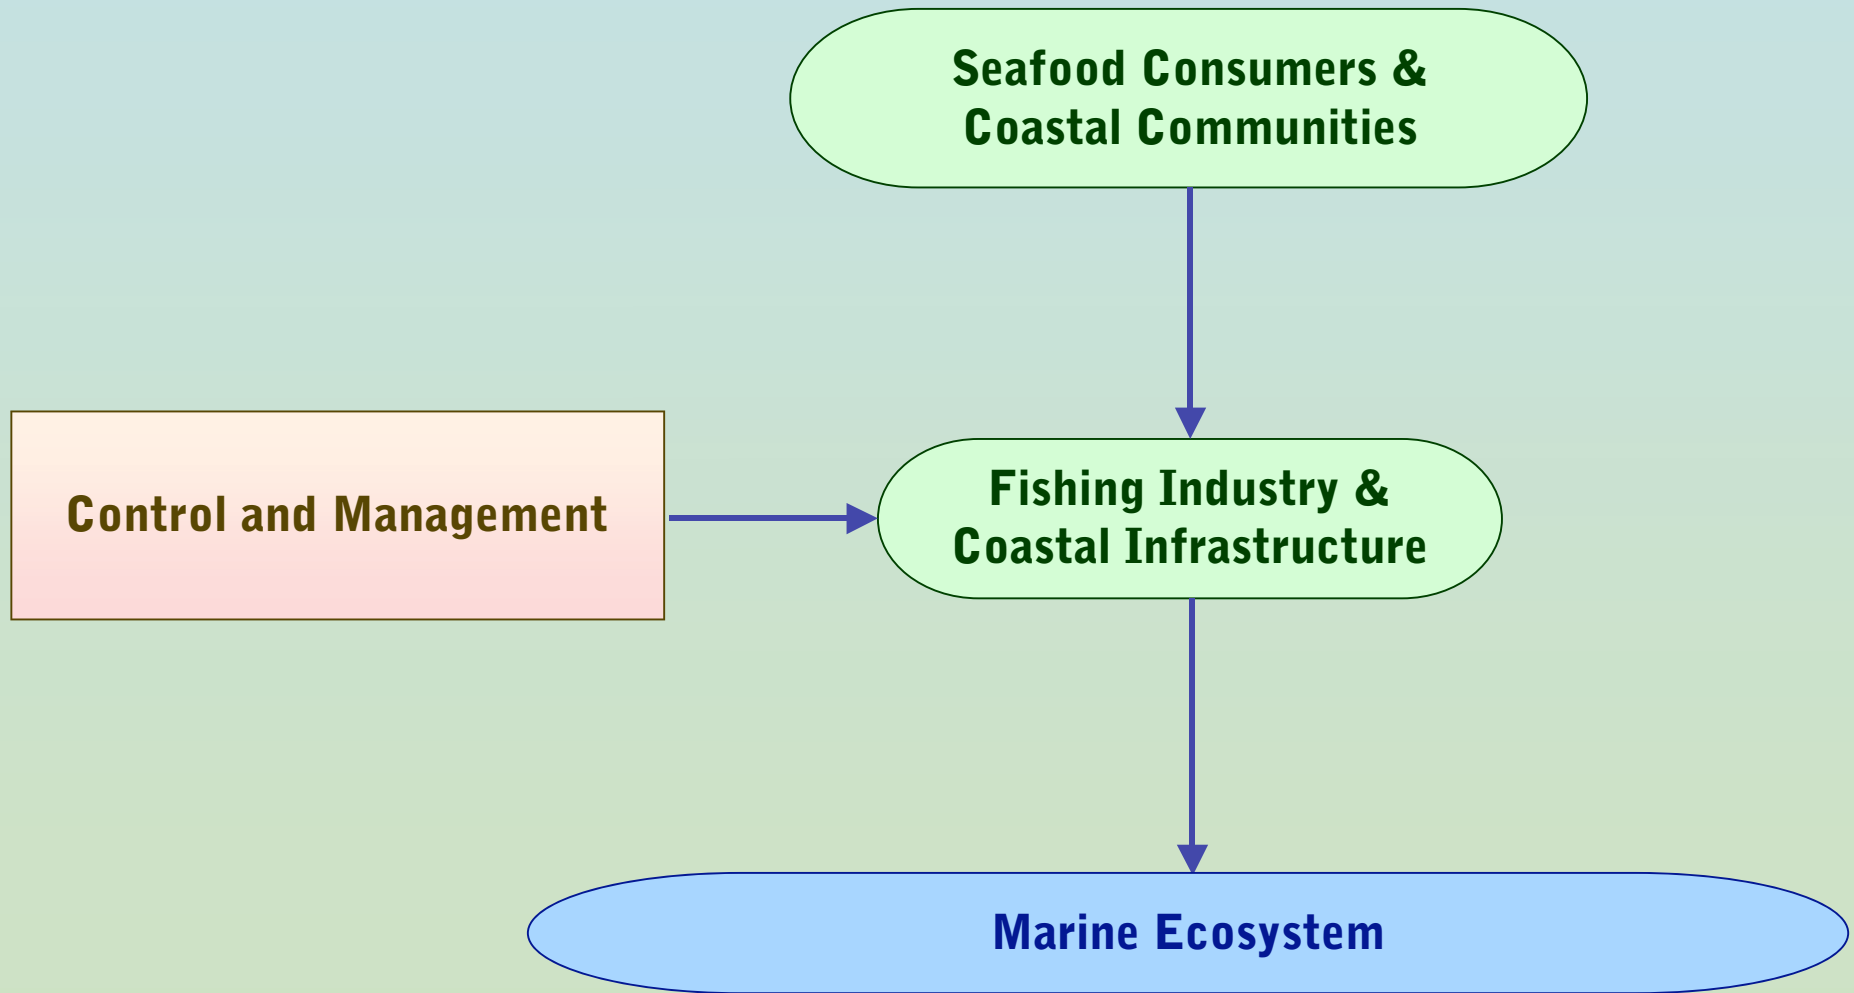 Seafood Consumers &
Coastal Communities
Control and Management
Fishing Industry &
Coastal Infrastructure
Marine Ecosystem